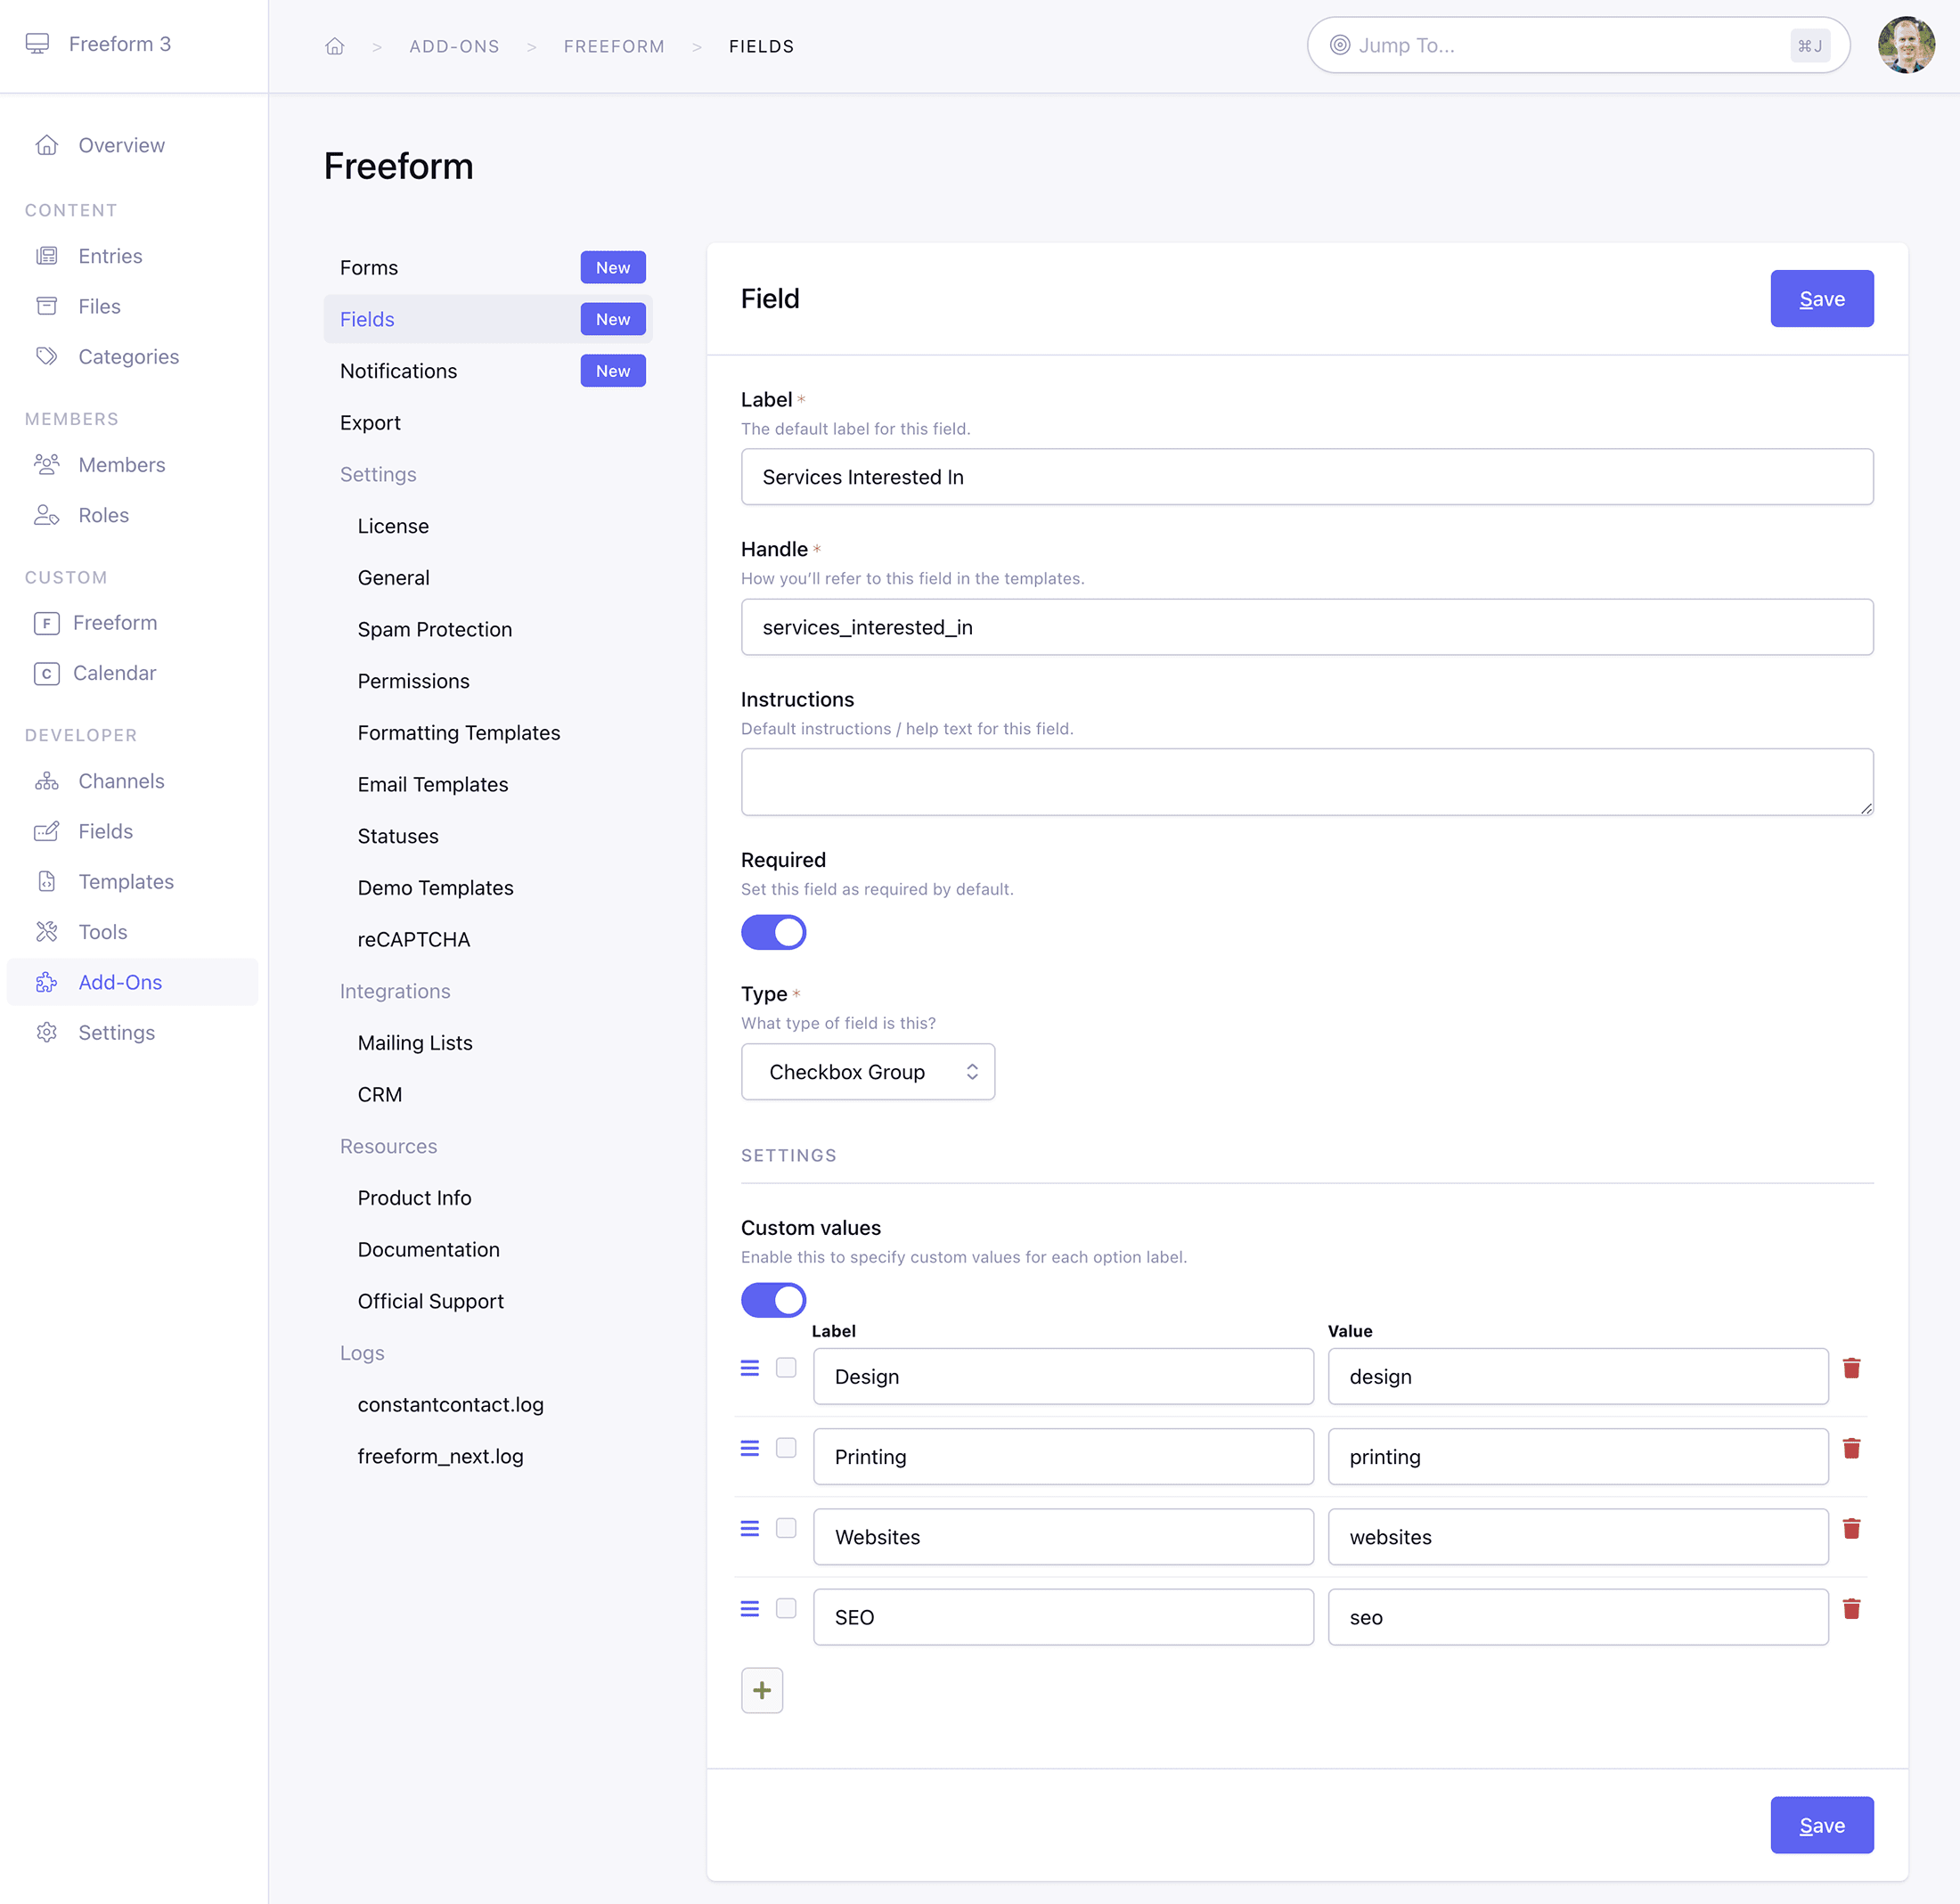 Freeform 3
> ADD-ONS > FREEFORM > FIELDS
Jump To...
⌘J
Overview
CONTENT
Entries
Files
Categories
MEMBERS
Members
Roles
CUSTOM
F Freeform
C Calendar
DEVELOPER
Channels
Fields
Templates
Tools
Add-Ons
Settings
Freeform
Forms New
Fields New
Notifications New
Export
Settings
License
General
Spam Protection
Permissions
Formatting Templates
Email Templates
Statuses
Demo Templates
reCAPTCHA
Integrations
Mailing Lists
CRM
Resources
Product Info
Documentation
Official Support
Logs
constantcontact.log
freeform_next.log
Field
Save
Label *
The default label for this field.
Services Interested In
Handle *
How you’ll refer to this field in the templates.
services_interested_in
Instructions
Default instructions / help text for this field.
Required
Set this field as required by default.
Type *
What type of field is this?
Checkbox Group
SETTINGS
Custom values
Enable this to specify custom values for each option label.
Label Value
Design design
Printing printing
Websites websites
SEO seo
+
Save